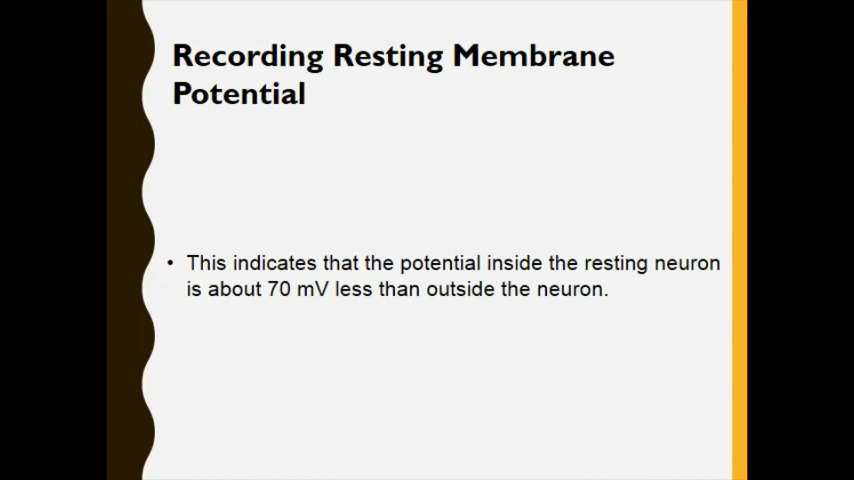 Recording Resting Membrane
Potential
• This indicates that the potential inside the resting neuron
is about 70 mV less than outside the neuron.